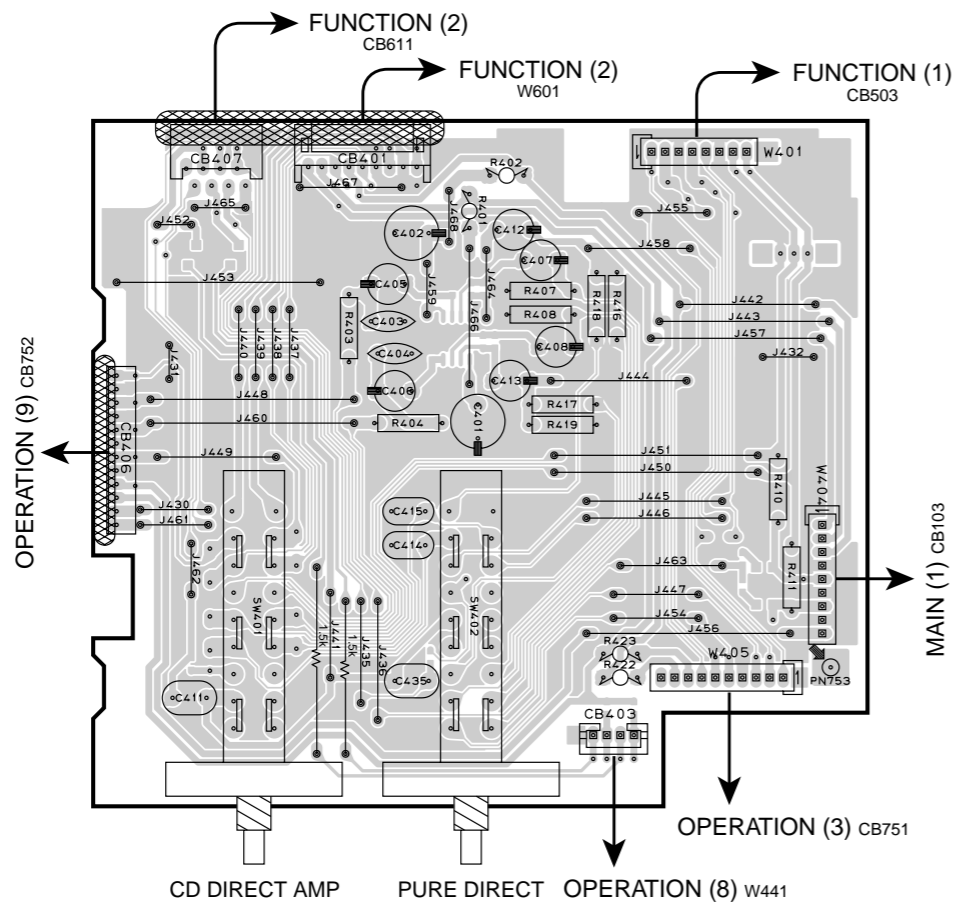 FUNCTION (2)
CB611
FUNCTION (2)
W601
FUNCTION (1)
CB503
CB407
CB401
W401
R402
J467
J465
J452
J468
R401
J455
C402
C412
J458
C407
J453
C405
J459
J464
R407
R418
R416
J442
R403
C403
J466
R408
J443
J440
J439
J438
J437
J457
C404
C408
J431
J432
C406
C413
J444
J448
OPERATION (9) CB752
CB406
J460
R404
C401
R417
R419
J449
J451
J450
R410
W404
1
J430
J461
C415
C414
J445
J446
J462
J463
R411
MAIN (1) CB103
SW401
SW402
J447
J454
J456
1.5k
J441
1.5k
J435
J436
R423
R422
W405
1
PN753
C411
C435
CB403
OPERATION (3) CB751
CD DIRECT AMP
PURE DIRECT
OPERATION (8) W441